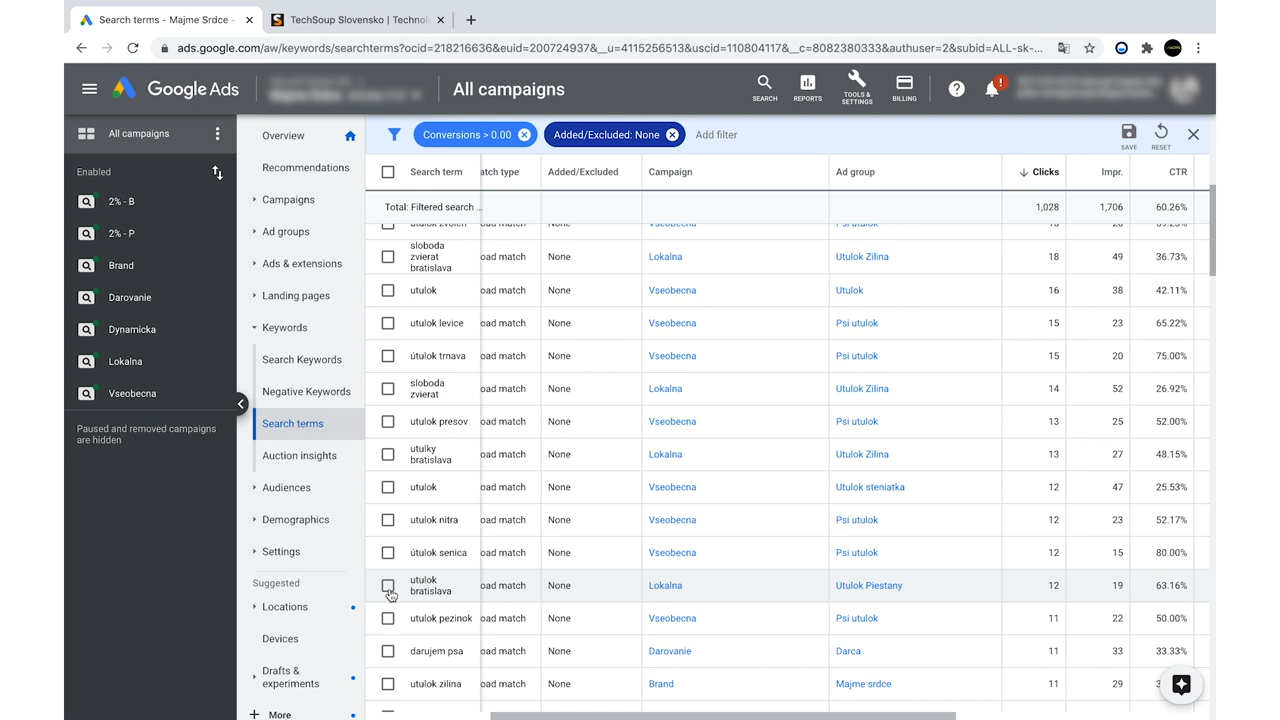 Search terms - Majme Srdce -
TechSoup Slovensko | Technol
ads.google.com/aw/keywords/searchterms?ocid=218216636&euid=200724937&__u=4115256513&uscid=110804117&__c=8082380333&authuser=2&subid=ALL-sk-...
Google Ads
All campaigns
SEARCH
REPORTS
TOOLS & SETTINGS
BILLING
All campaigns
Enabled
2% - B
2% - P
Brand
Darovanie
Dynamicka
Lokalna
Vseobecna
Paused and removed campaigns
are hidden
Overview
Recommendations
Campaigns
Ad groups
Ads & extensions
Landing pages
Keywords
Search Keywords
Negative Keywords
Search terms
Auction insights
Audiences
Demographics
Settings
Suggested
Locations
Devices
Drafts &
experiments
More
Conversions > 0.00
Added/Excluded: None
Add filter
SAVE
RESET
Search term atch type Added/Excluded Campaign Ad group Clicks Impr. CTR
Total: Filtered search ... 1,028 1,706 60.26%
sloboda
zvierat
bratislava oad match None Lokalna Utulok Zilina 18 49 36.73%
utulok oad match None Vseobecna Utulok 16 38 42.11%
utulok levice oad match None Vseobecna Psi utulok 15 23 65.22%
útulok trnava oad match None Vseobecna Psi utulok 15 20 75.00%
sloboda
zvierat oad match None Lokalna Utulok Zilina 14 52 26.92%
utulok presov oad match None Vseobecna Psi utulok 13 25 52.00%
utulky
bratislava oad match None Lokalna Utulok Zilina 13 27 48.15%
utulok oad match None Vseobecna Utulok steniatka 12 47 25.53%
utulok nitra oad match None Vseobecna Psi utulok 12 23 52.17%
útulok senica oad match None Vseobecna Psi utulok 12 15 80.00%
utulok
bratislava oad match None Lokalna Utulok Piestany 12 19 63.16%
utulok pezinok oad match None Vseobecna Psi utulok 11 22 50.00%
darujem psa oad match None Darovanie Darca 11 33 33.33%
utulok zilina oad match None Brand Majme srdce 11 29